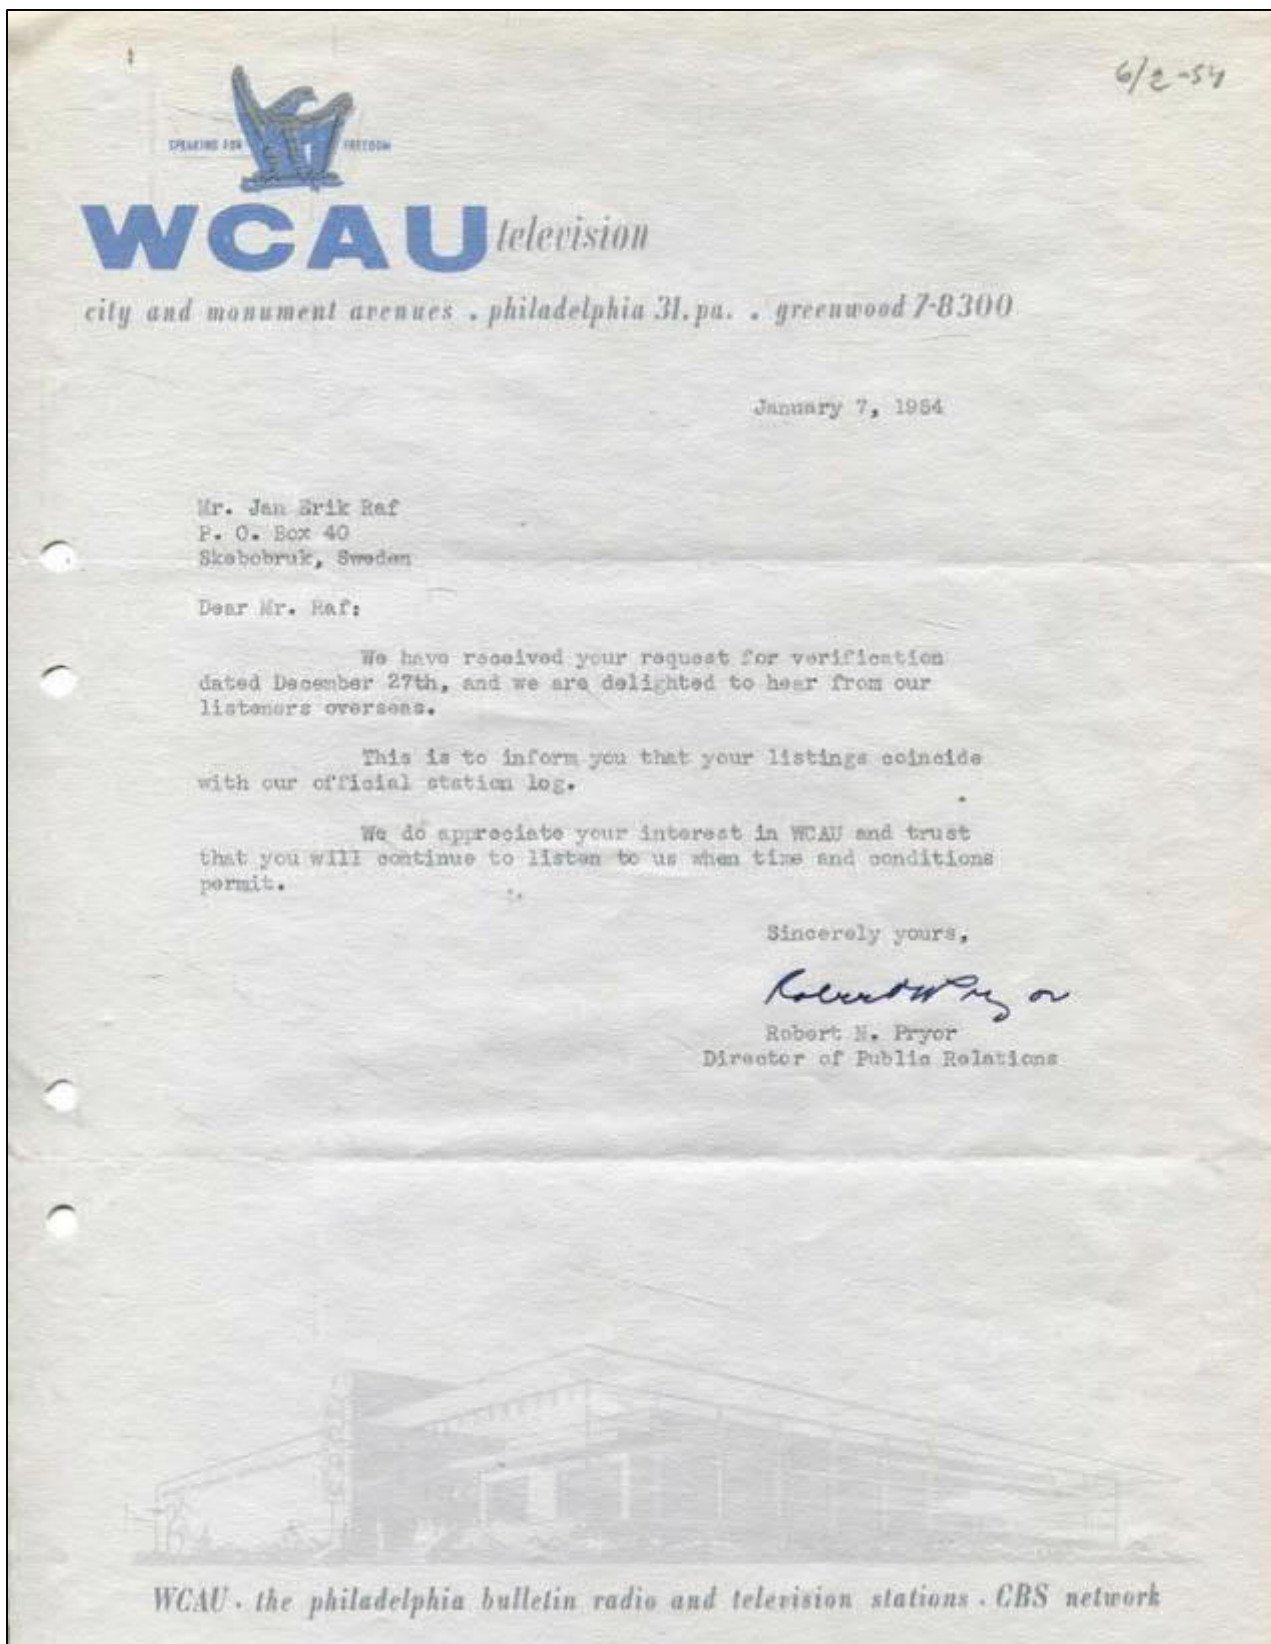 6/2-54
SPEAKING FOR FREEDOM
WCAU television
city and monument avenues . philadelphia 31. pa. . greenwood 7-8300
January 7, 1954
Mr. Jan Erik Raf
P. O. Box 40
Skebobruk, Sweden
Dear Mr. Raf:
We have received your request for verification
dated December 27th, and we are delighted to hear from our
listeners overseas.
This is to inform you that your listings coincide
with our official station log.
We do appreciate your interest in WCAU and trust
that you will continue to listen to us when time and conditions
permit.
Sincerely yours,
Robert N. Pryor
Director of Public Relations
WCAU . the philadelphia bulletin radio and television stations . CBS network